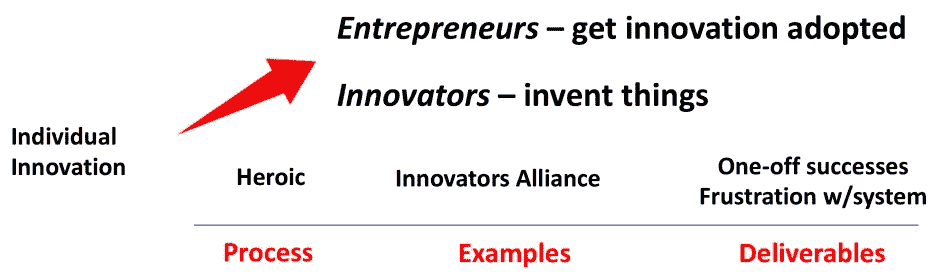 Entrepreneurs – get innovation adopted
Innovators – invent things
Individual
Innovation
Heroic
Innovators Alliance
One-off successes
Frustration w/system
Process
Examples
Deliverables